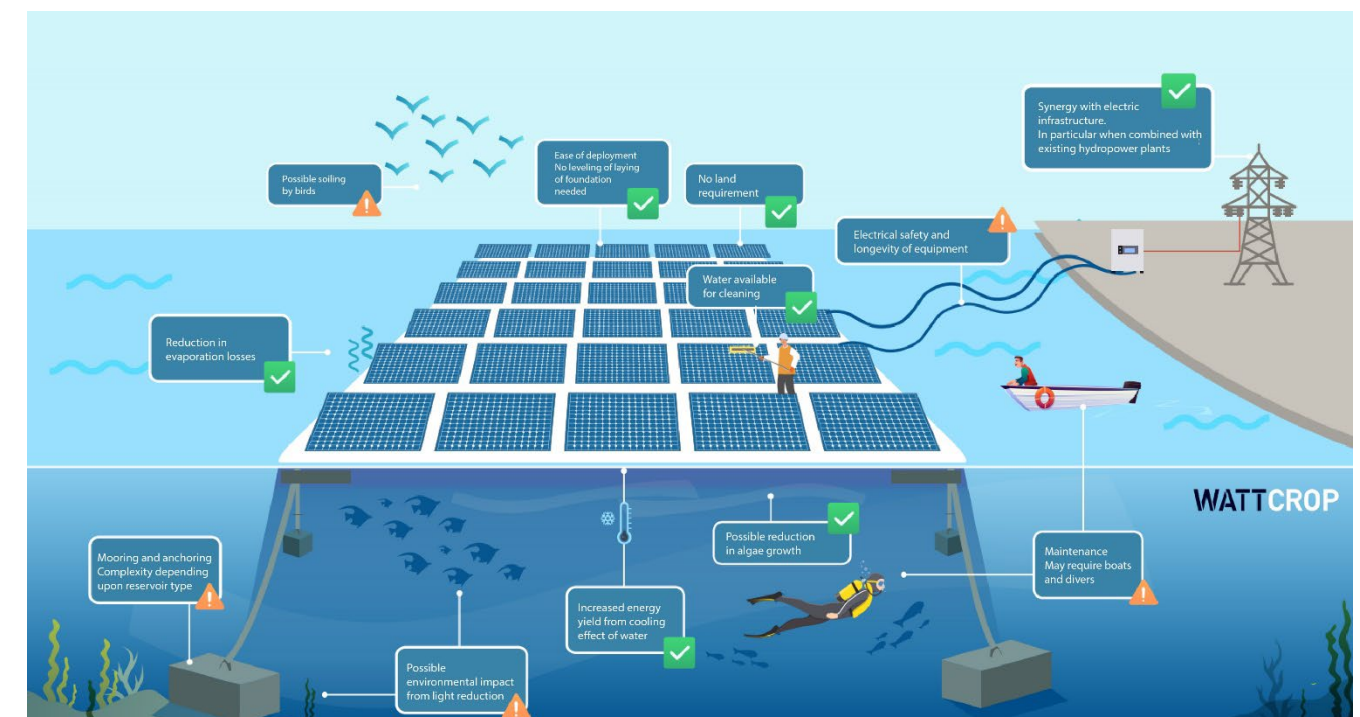 Synergy with electric
infrastructure.
In particular when combined with
existing hydropower plants
Ease of deployment
No leveling of laying
of foundation
needed
No land
requirement
Possible soiling
by birds
Electrical safety and
longevity of equipment
Water available
for cleaning
Reduction in
evaporation losses
WATTCROP
Possible reduction
in algae growth
Mooring and anchoring
Complexity depending
upon reservoir type
Maintenance
May require boats
and divers
Increased energy
yield from cooling
effect of water
Possible
environmental impact
from light reduction